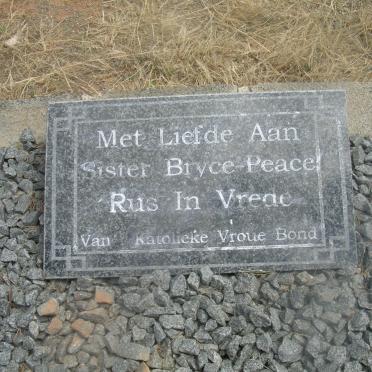 Met Liefde Aan
Sister Bryce-Peace
Rus In Vrede
Van Katolieke Vroue Bond